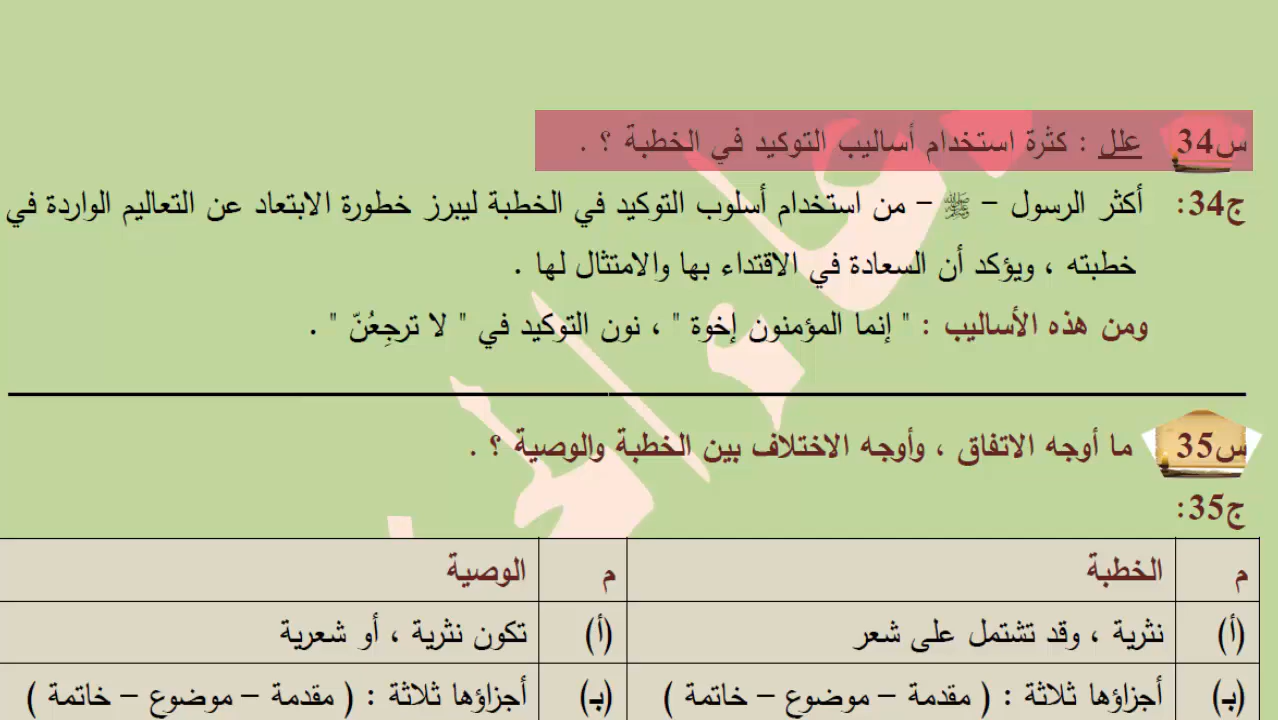 س34 علل : كثرة استخدام أساليب التوكيد في الخطبة ؟ .
ج34: أكثر الرسول – ﷺ – من استخدام أسلوب التوكيد في الخطبة ليبرز خطورة الابتعاد عن التعاليم الواردة في
خطبته ، ويؤكد أن السعادة في الاقتداء بها والامتثال لها .
ومن هذه الأساليب : " إنما المؤمنون إخوة " ، نون التوكيد في " لا ترجِعُنّ " .
س35 ما أوجه الاتفاق ، وأوجه الاختلاف بين الخطبة والوصية ؟ .
ج35:
م الخطبة م الوصية
(أ) نثرية ، وقد تشتمل على شعر (أ) تكون نثرية ، أو شعرية
(بـ) أجزاؤها ثلاثة : ( مقدمة – موضوع – خاتمة ) (بـ) أجزاؤها ثلاثة : ( مقدمة – موضوع – خاتمة )